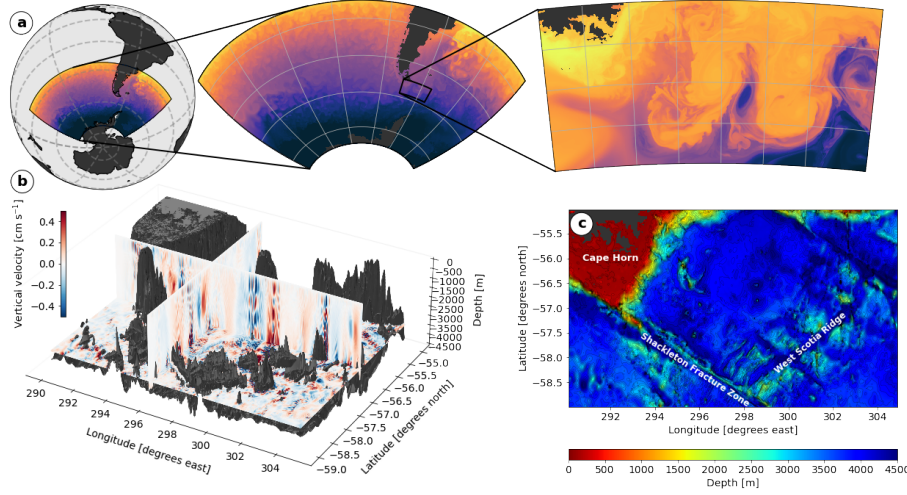 a
b
Vertical velocity [cm s⁻¹]
0.4
0.2
0.0
−0.2
−0.4
0
−500
−1000
−1500
−2000
−2500
−3000
−3500
−4000
4500
Depth [m]
−55.0
−55.5
−56.0
−56.5
−57.0
−57.5
−58.0
−58.5
−59.0
Latitude [degrees north]
290
292
294
296
298
300
302
304
Longitude [degrees east]
c
Cape Horn
Shackleton Fracture Zone
West Scotia Ridge
−55.5
−56.0
−56.5
−57.0
−57.5
−58.0
−58.5
Latitude [degrees north]
292 294 296 298 300 302 304
Longitude [degrees east]
0 500 1000 1500 2000 2500 3000 3500 4000 4500
Depth [m]